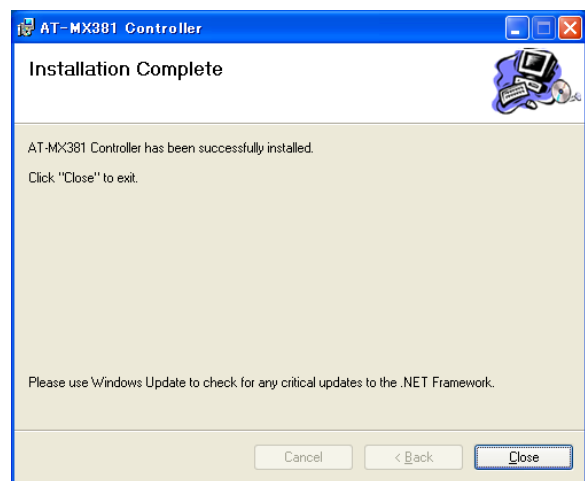 AT-MX381 Controller
Installation Complete
AT-MX381 Controller has been successfully installed.
Click "Close" to exit.
Please use Windows Update to check for any critical updates to the .NET Framework.
Cancel
< Back
Close